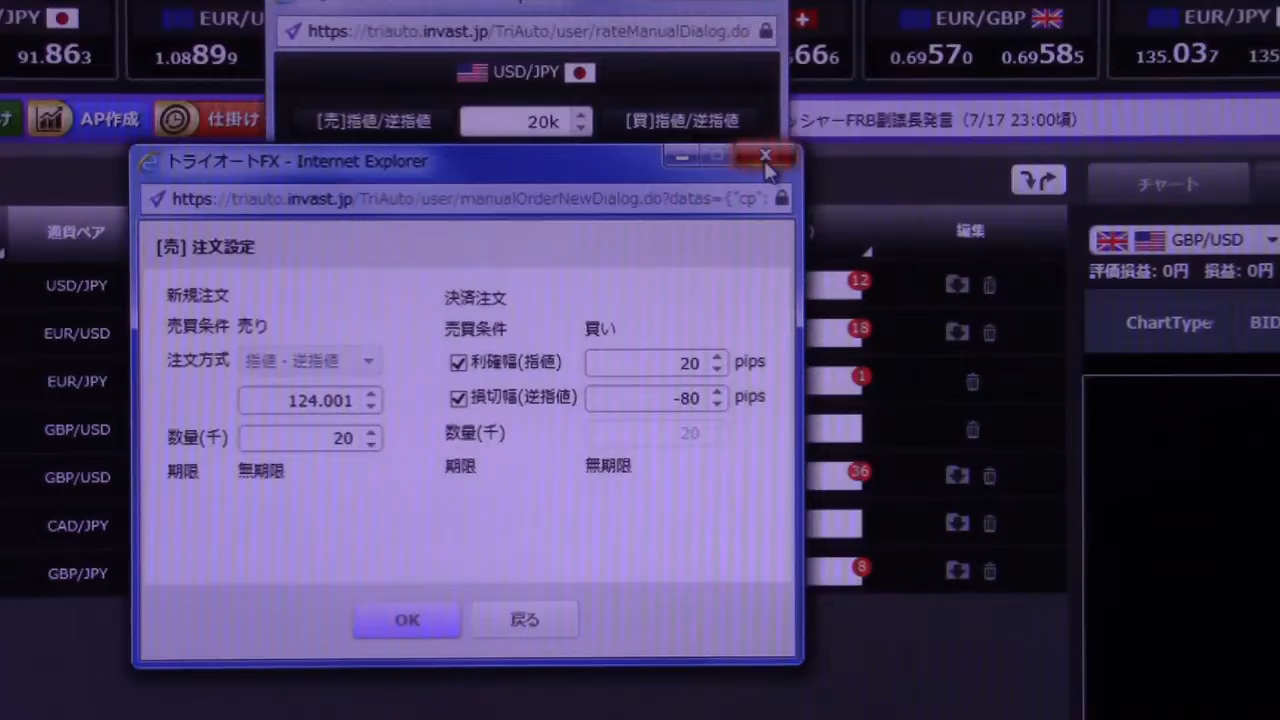 /JPY
EUR/U
EUR/GBP
EUR/JPY
91.863
1.08899
666
0.69570
0.69585
135.037
135
https://triauto.invast.jp/TriAuto/user/rateManualDialog.do
USD/JPY
け
AP作成
仕掛け
[売]指値/逆指値
20k
[買]指値/逆指値
ッシャーFRB副議長発言（7/17 23:00頃）
トライオートFX - Internet Explorer
https://triauto.invast.jp/TriAuto/user/manualOrderNewDialog.do?datas={"cp":
チャート
通貨ペア
編集
GBP/USD
評価損益: 0円 損益: 0円
ChartType
BID
USD/JPY
12
EUR/USD
18
EUR/JPY
1
GBP/USD
GBP/USD
36
CAD/JPY
GBP/JPY
8
[売] 注文設定
新規注文
売買条件 売り
注文方式 指値 - 逆指値
124.001
数量(千) 20
期限 無期限
決済注文
売買条件 買い
利確幅(指値) 20 pips
損切幅(逆指値) -80 pips
数量(千) 20
期限 無期限
OK
戻る